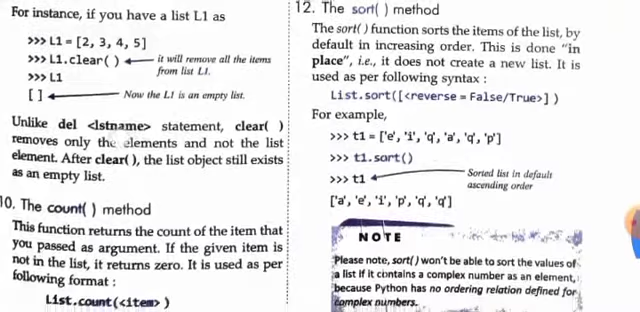 For instance, if you have a list L1 as
>>> L1 = [2, 3, 4, 5]
>>> L1.clear( )
it will remove all the items
from list L1.
>>> L1
[ ]
Now the L1 is an empty list.
Unlike del <lstname> statement, clear( )
removes only the elements and not the list
element. After clear( ), the list object still exists
as an empty list.
10. The count( ) method
This function returns the count of the item that
you passed as argument. If the given item is
not in the list, it returns zero. It is used as per
following format :
List.count(<item> )
12. The sort( ) method
The sort( ) function sorts the items of the list, by
default in increasing order. This is done "in
place", i.e., it does not create a new list. It is
used as per following syntax :
List.sort([<reverse = False/True>] )
For example,
>>> t1 = ['e', 'i', 'q', 'a', 'q', 'p']
>>> t1.sort()
>>> t1
Sorted list in default
ascending order
['a', 'e', 'i', 'p', 'q', 'q']
NOTE
Please note, sort( ) won't be able to sort the values of
a list if it contains a complex number as an element,
because Python has no ordering relation defined for
complex numbers.